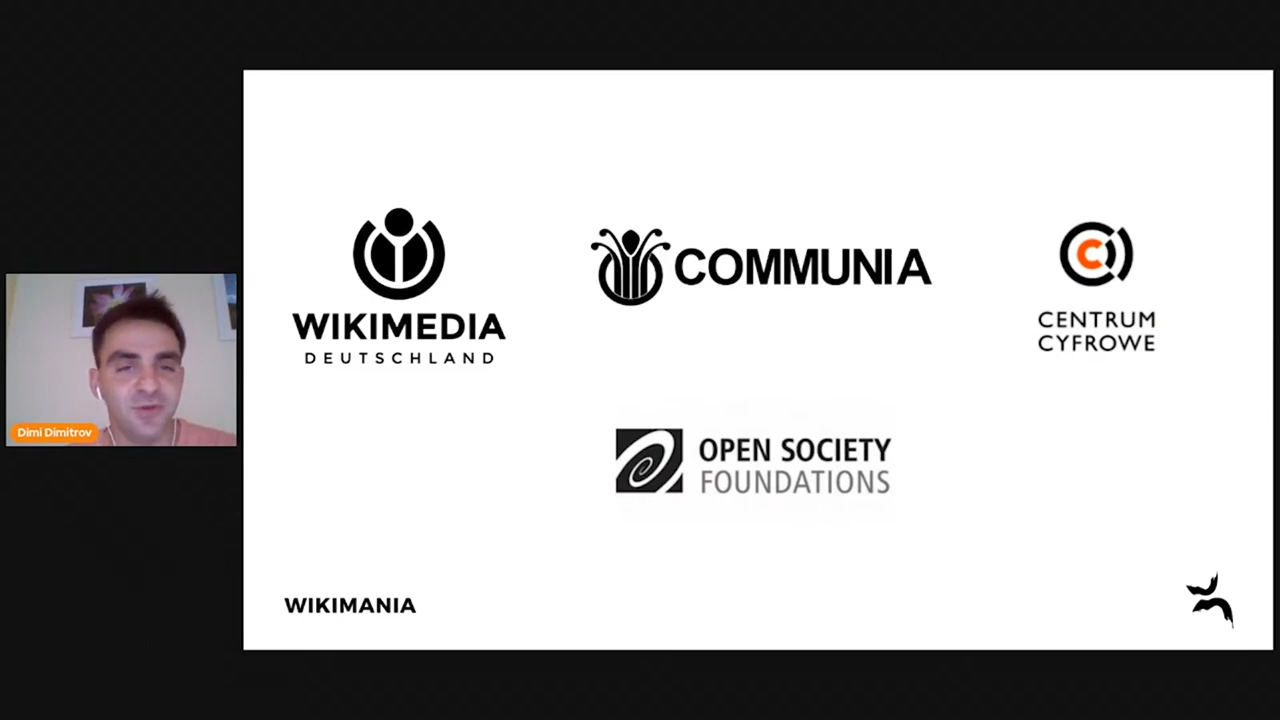 WIKIMEDIA
DEUTSCHLAND
COMMUNIA
CENTRUM
CYFROWE
Dimi Dimitrov
OPEN SOCIETY
FOUNDATIONS
WIKIMANIA